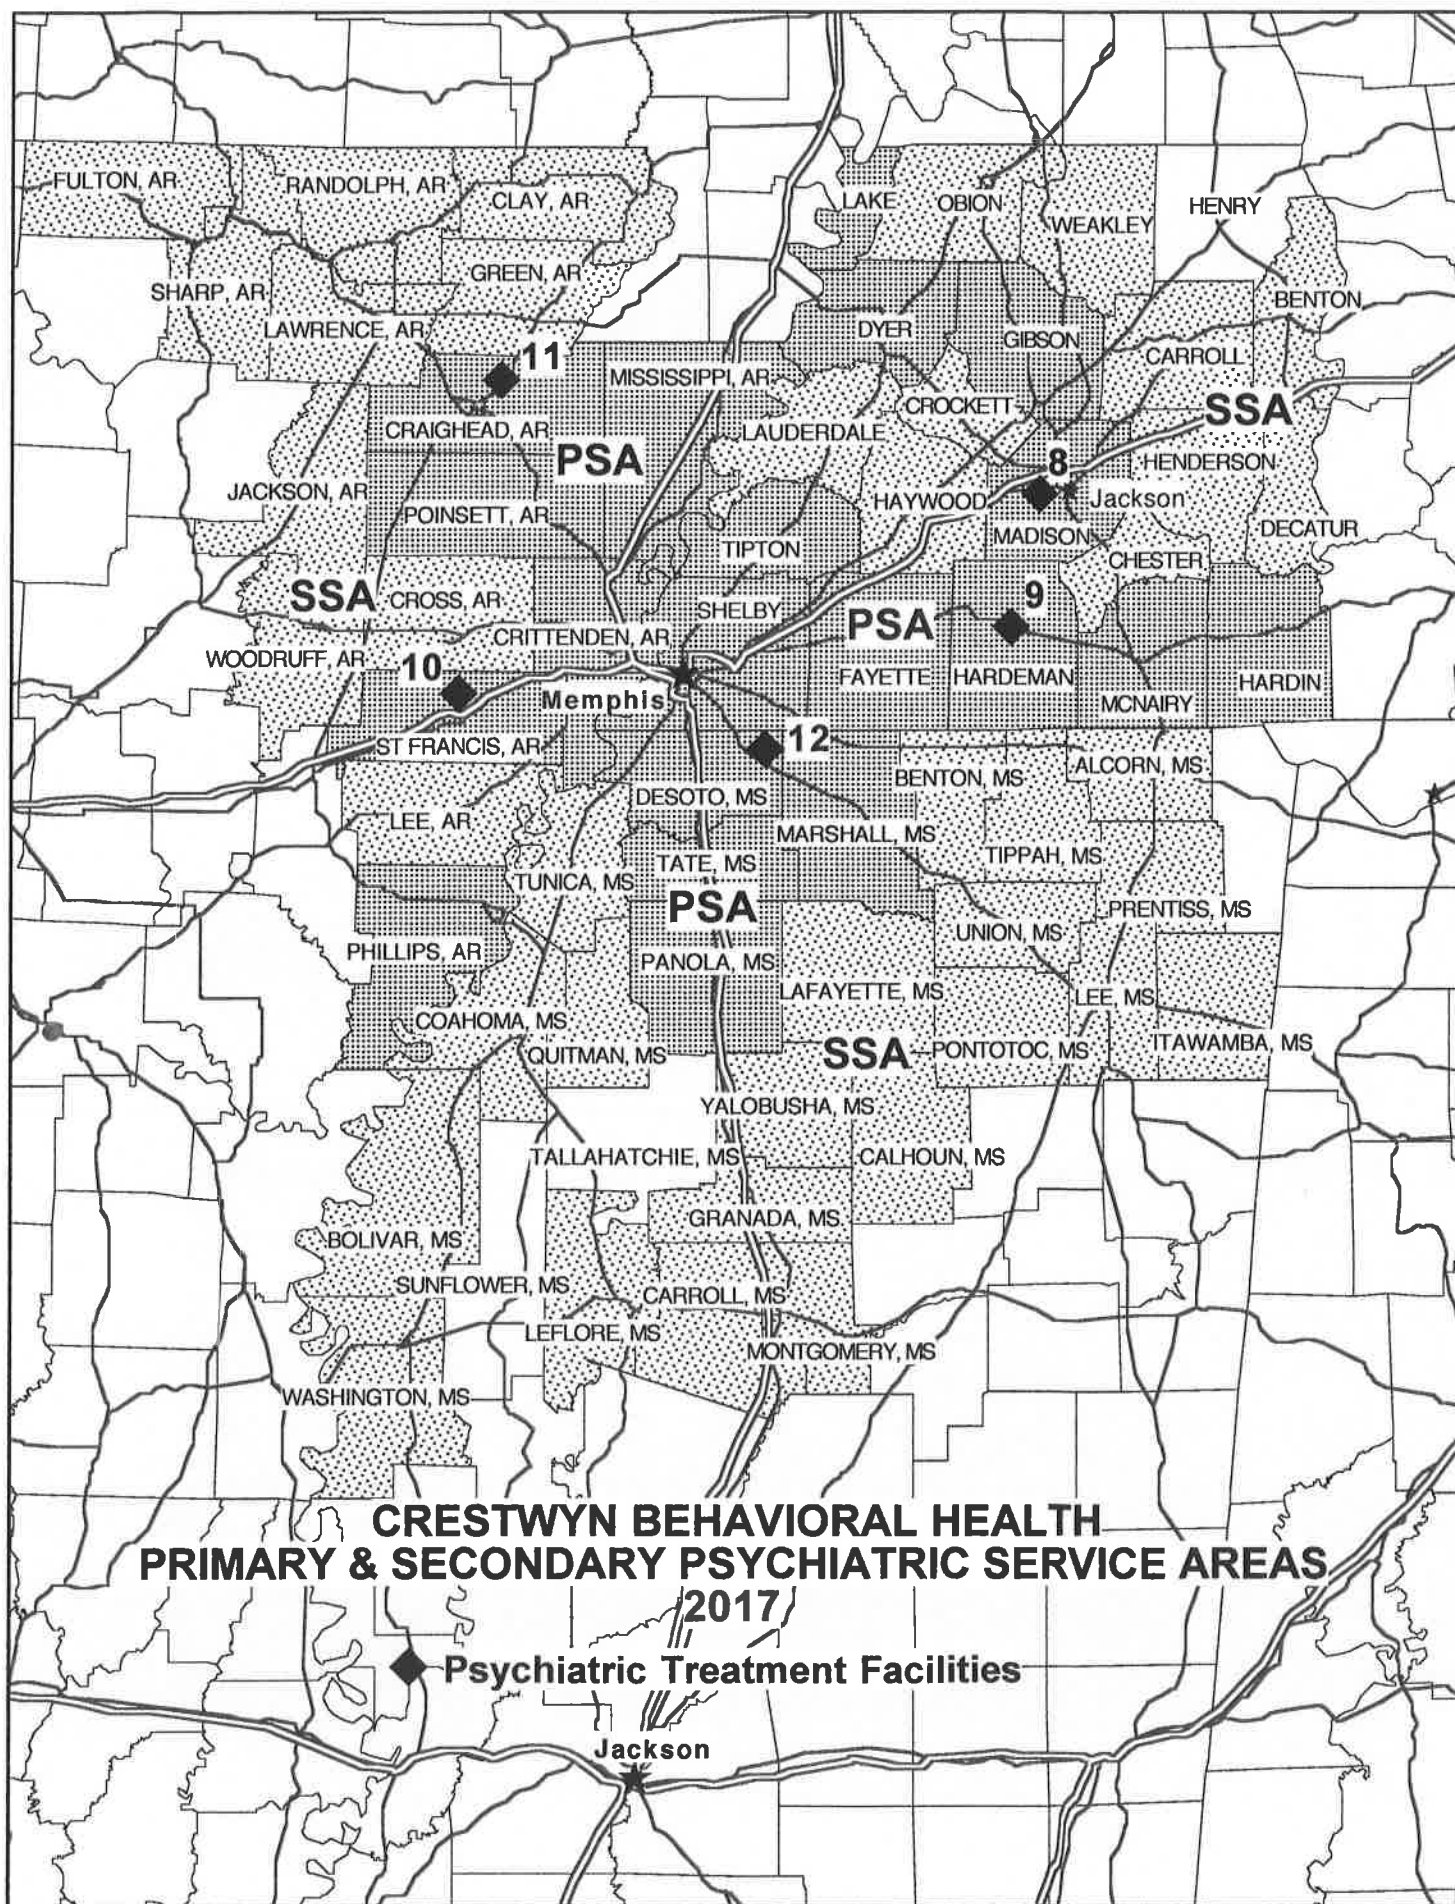 FULTON, AR
RANDOLPH, AR
CLAY, AR
LAKE
OBION
WEAKLEY
HENRY
GREEN, AR
SHARP, AR
BENTON
LAWRENCE, AR
DYER
GIBSON
11
CARROLL
MISSISSIPPI, AR
CROCKETT
SSA
CRAIGHEAD, AR
LAUDERDALE
PSA
8
HENDERSON
JACKSON, AR
HAYWOOD
Jackson
POINSETT, AR
MADISON
DECATUR
TIPTON
CHESTER
SSA
CROSS, AR
SHELBY
9
CRITTENDEN, AR
PSA
WOODRUFF, AR
10
FAYETTE
HARDEMAN
HARDIN
Memphis
MCNAIRY
ST FRANCIS, AR
12
BENTON, MS
ALCORN, MS
DESOTO, MS
LEE, AR
MARSHALL, MS
TATE, MS
TIPPAH, MS
TUNICA, MS
PSA
PRENTISS, MS
UNION, MS
PHILLIPS, AR
PANOLA, MS
LAFAYETTE, MS
LEE, MS
COAHOMA, MS
QUITMAN, MS
SSA
PONTOTOC, MS
ITAWAMBA, MS
YALOBUSHA, MS
TALLAHATCHIE, MS
CALHOUN, MS
GRANADA, MS
BOLIVAR, MS
SUNFLOWER, MS
CARROLL, MS
LEFLORE, MS
MONTGOMERY, MS
WASHINGTON, MS
CRESTWYN BEHAVIORAL HEALTH
PRIMARY & SECONDARY PSYCHIATRIC SERVICE AREAS
2017
Psychiatric Treatment Facilities
Jackson